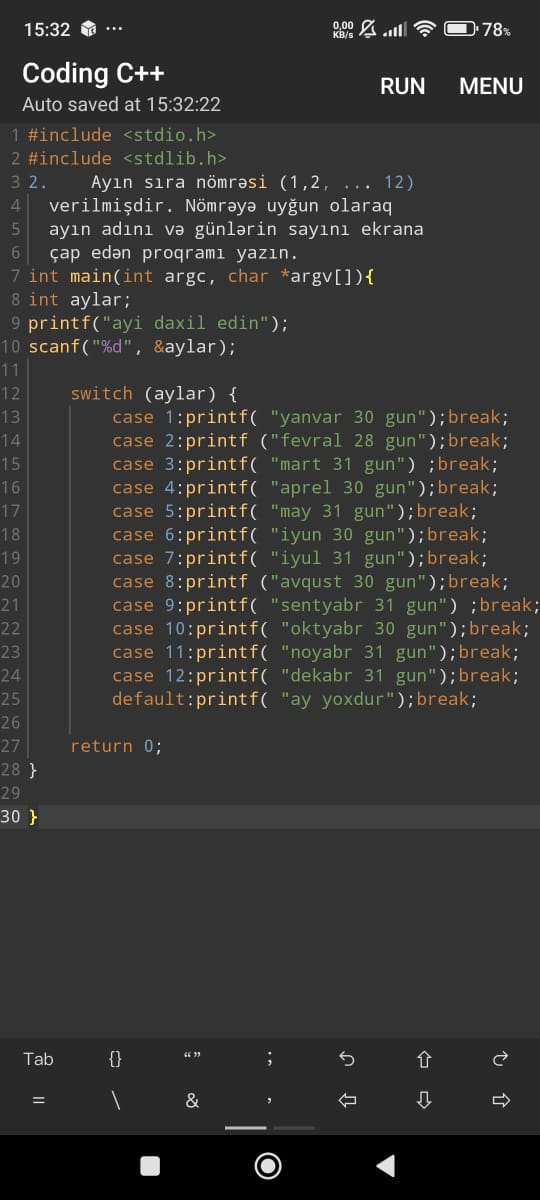 15:32 ... 0,00 KB/s 78%
Coding C++
RUN MENU
Auto saved at 15:32:22
1 #include <stdio.h>
2 #include <stdlib.h>
3 2. Ayın sıra nömrəsi (1,2, ... 12)
4 verilmişdir. Nömrəyə uyğun olaraq
5 ayın adını və günlərin sayını ekrana
6 çap edən proqramı yazın.
7 int main(int argc, char *argv[]){
8 int aylar;
9 printf("ayi daxil edin");
10 scanf("%d", &aylar);
11
12 switch (aylar) {
13 case 1:printf( "yanvar 30 gun");break;
14 case 2:printf ("fevral 28 gun");break;
15 case 3:printf( "mart 31 gun") ;break;
16 case 4:printf( "aprel 30 gun");break;
17 case 5:printf( "may 31 gun");break;
18 case 6:printf( "iyun 30 gun");break;
19 case 7:printf( "iyul 31 gun");break;
20 case 8:printf ("avqust 30 gun");break;
21 case 9:printf( "sentyabr 31 gun") ;break;
22 case 10:printf( "oktyabr 30 gun");break;
23 case 11:printf( "noyabr 31 gun");break;
24 case 12:printf( "dekabr 31 gun");break;
25 default:printf( "ay yoxdur");break;
26
27 return 0;
28 }
29
30 }
Tab {} “” ;
= \ & ,